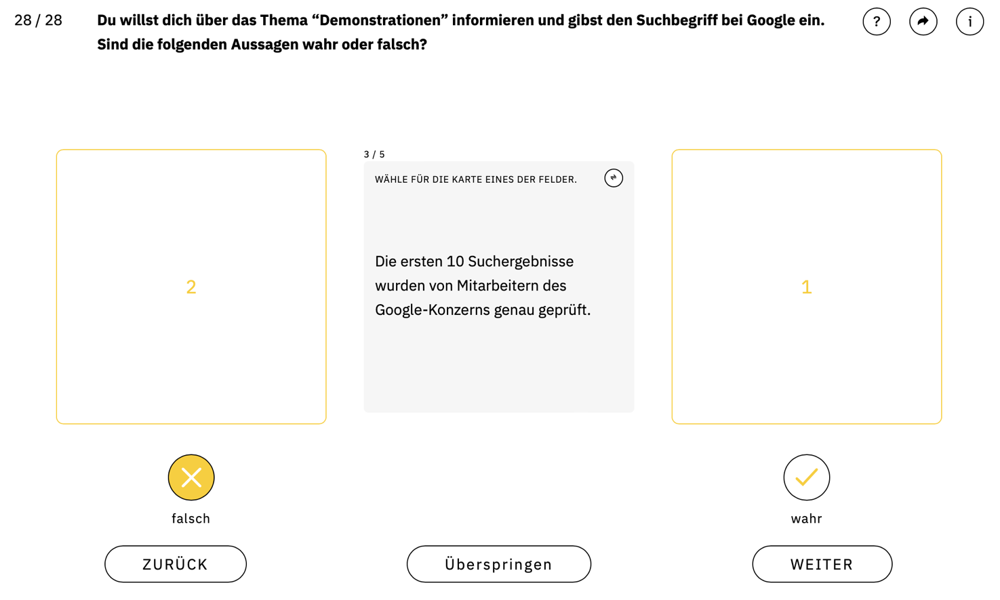 28 / 28
Du willst dich über das Thema “Demonstrationen” informieren und gibst den Suchbegriff bei Google ein.
Sind die folgenden Aussagen wahr oder falsch?
?
i
3 / 5
WÄHLE FÜR DIE KARTE EINES DER FELDER.
Die ersten 10 Suchergebnisse
wurden von Mitarbeitern des
Google-Konzerns genau geprüft.
2
1
falsch
wahr
ZURÜCK
Überspringen
WEITER